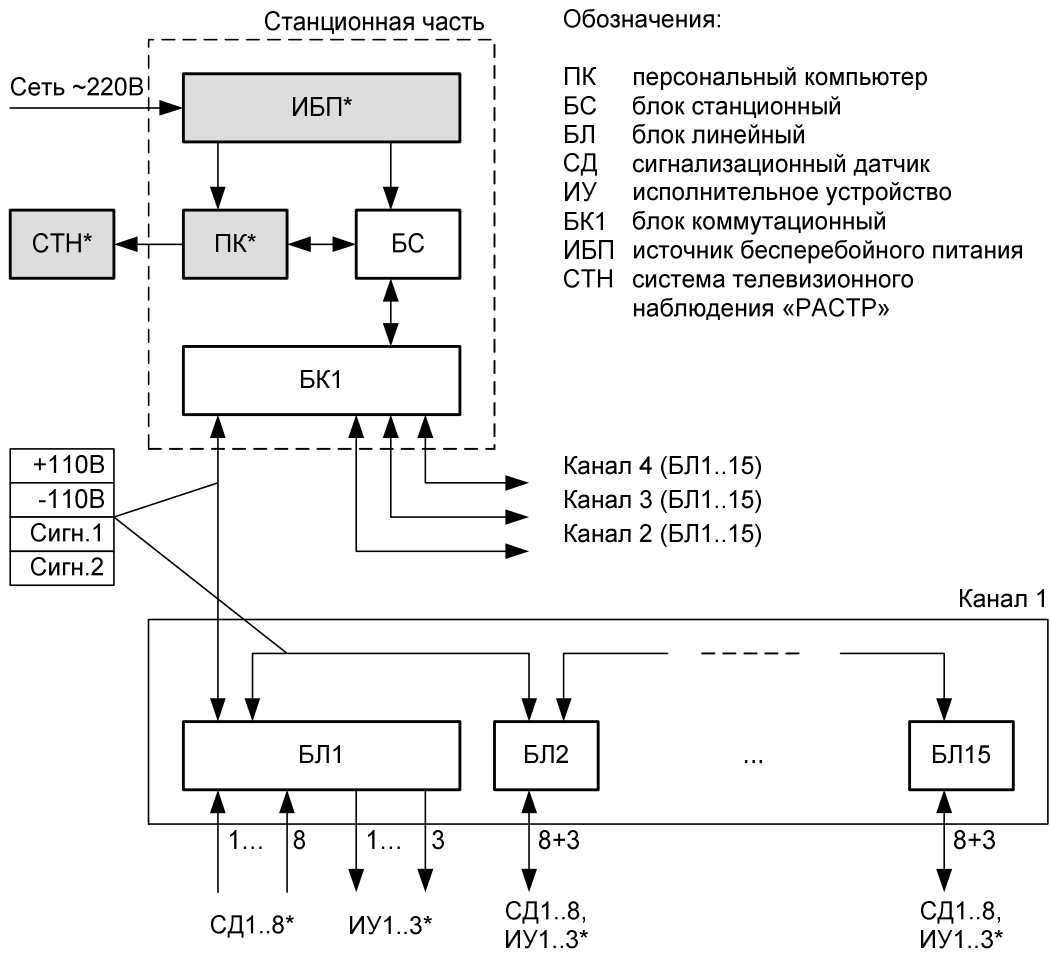 Станционная часть
Обозначения:
Сеть ~220В
ИБП*
ПК персональный компьютер
БС блок станционный
БЛ блок линейный
СД сигнализационный датчик
ИУ исполнительное устройство
БК1 блок коммутационный
ИБП источник бесперебойного питания
СТН система телевизионного
наблюдения «РАСТР»
СТН*
ПК*
БС
БК1
+110В
-110В
Сигн.1
Сигн.2
Канал 4 (БЛ1..15)
Канал 3 (БЛ1..15)
Канал 2 (БЛ1..15)
Канал 1
БЛ1
БЛ2
...
БЛ15
1... 8
1... 3
8+3
8+3
СД1..8*
ИУ1..3*
СД1..8,
ИУ1..3*
СД1..8,
ИУ1..3*